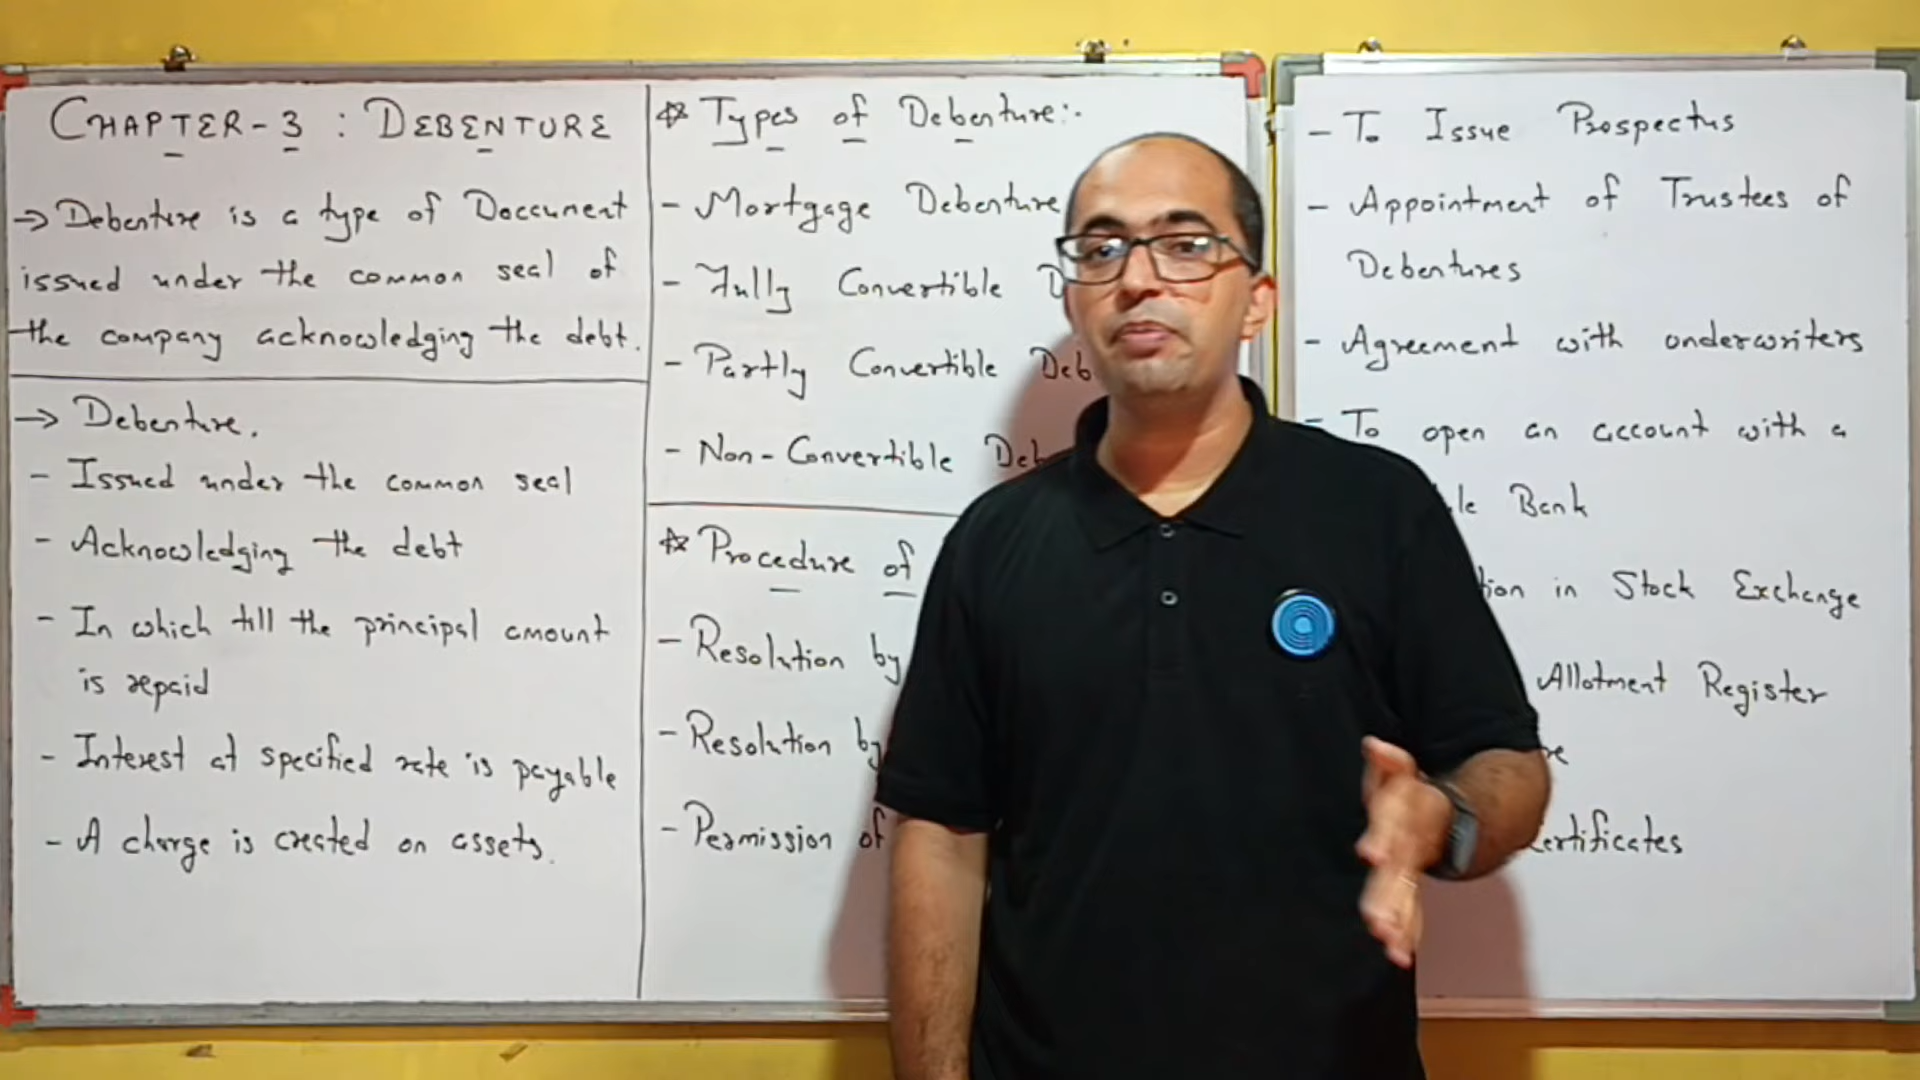 CHAPTER-3 : DEBENTURE
→ Debenture is a type of Document
issued under the common seal of
the company acknowledging the debt.
→ Debenture.
- Issued under the common seal
- Acknowledging the debt
- In which till the principal amount
is repaid
- Interest at specified rate is payable
- A charge is created on assets.
☆ Types of Debenture:-
- Mortgage Debenture
- Fully Convertible
- Partly Convertible Deb
- Non-Convertible Deb
☆ Procedure of
- Resolution by
- Resolution by
- Permission of
- To Issue Prospectus
- Appointment of Trustees of
Debentures
- Agreement with underwriters
- To open an account with a
Bank
in Stock Exchange
Allotment Register
ertificates